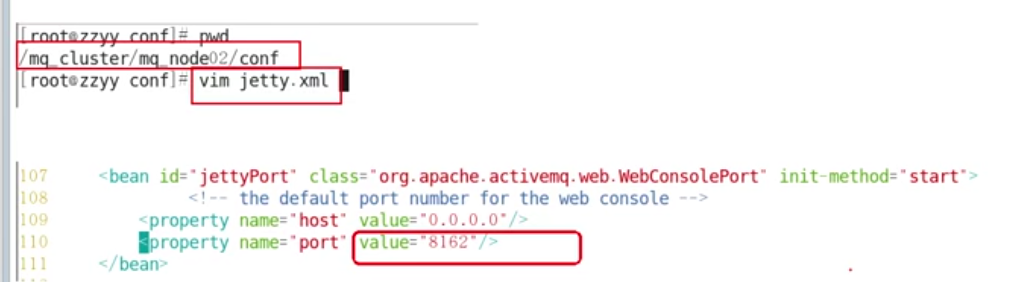 [root@zzyy conf]# pwd
/mq_cluster/mq_node02/conf
[root@zzyy conf]# vim jetty.xml
107 <bean id="jettyPort" class="org.apache.activemq.web.WebConsolePort" init-method="start">
108 <!-- the default port number for the web console -->
109 <property name="host" value="0.0.0.0"/>
110 <property name="port" value="8162"/>
111 </bean>